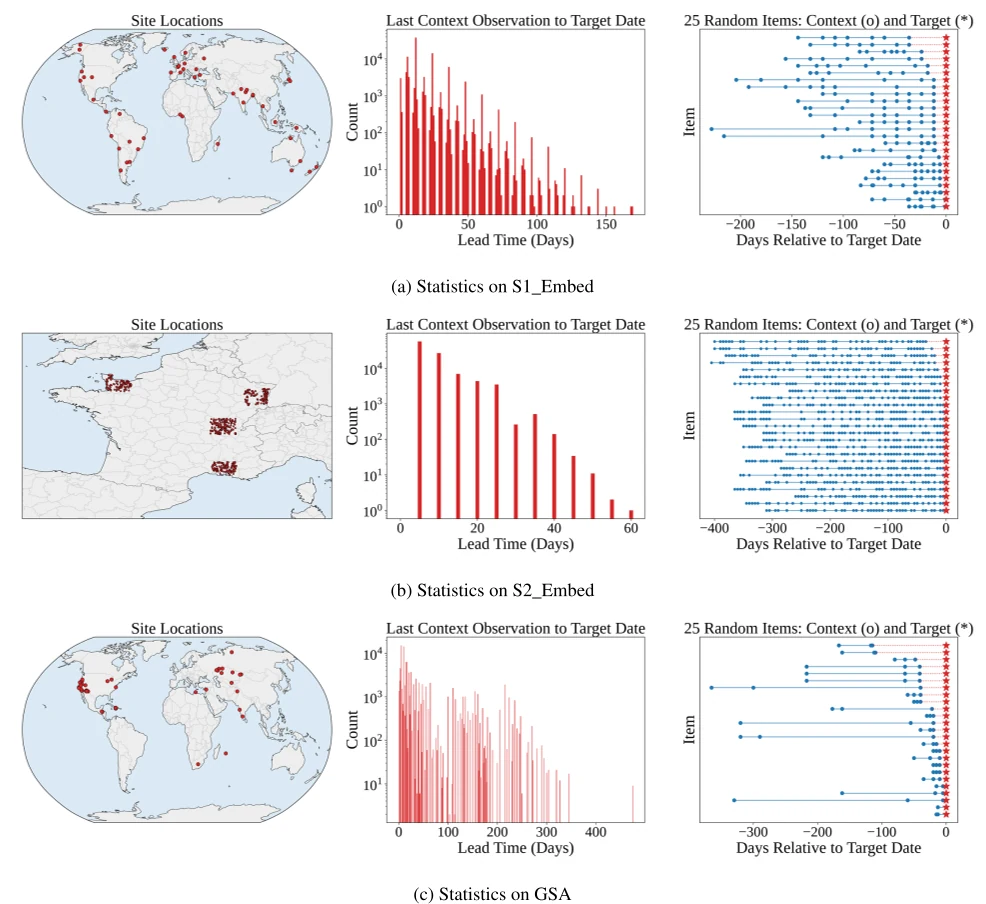 Site Locations
Last Context Observation to Target Date
25 Random Items: Context (o) and Target (*)
Count
10⁴
10³
10²
10¹
10⁰
0 50 100 150
Lead Time (Days)
Item
−200 −150 −100 −50 0
Days Relative to Target Date
(a) Statistics on S1_Embed
Site Locations
Last Context Observation to Target Date
25 Random Items: Context (o) and Target (*)
Count
10⁴
10³
10²
10¹
10⁰
0 20 40 60
Lead Time (Days)
Item
−400 −300 −200 −100 0
Days Relative to Target Date
(b) Statistics on S2_Embed
Site Locations
Last Context Observation to Target Date
25 Random Items: Context (o) and Target (*)
Count
10⁴
10³
10²
10¹
0 100 200 300 400
Lead Time (Days)
Item
−300 −200 −100 0
Days Relative to Target Date
(c) Statistics on GSA